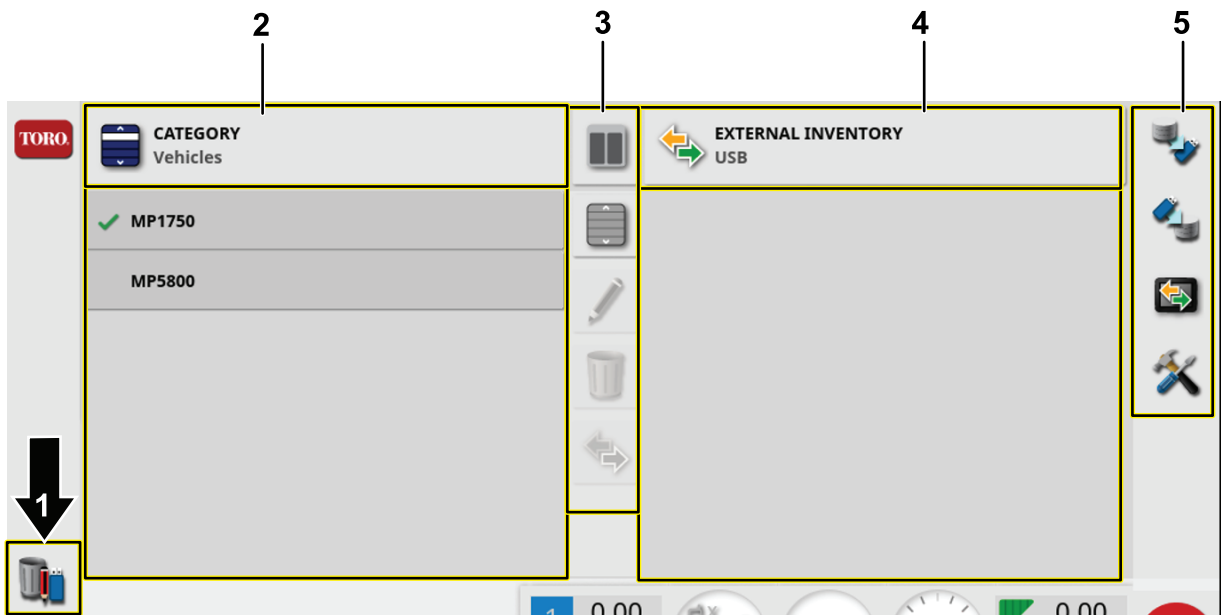 2 3 4 5
TORO
CATEGORY
Vehicles
EXTERNAL INVENTORY
USB
MP1750
MP5800
1
1 0.00 0.00